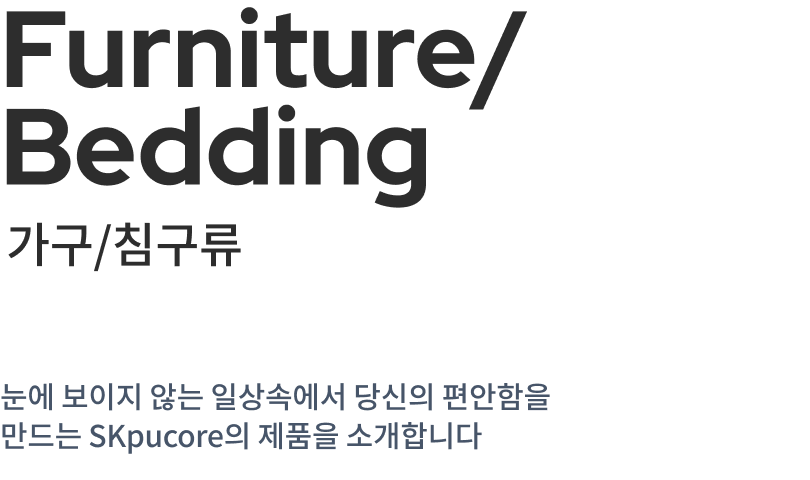 Furniture/
Bedding
가구/침구류
눈에 보이지 않는 일상속에서 당신의 편안함을
만드는 SKpucore의 제품을 소개합니다